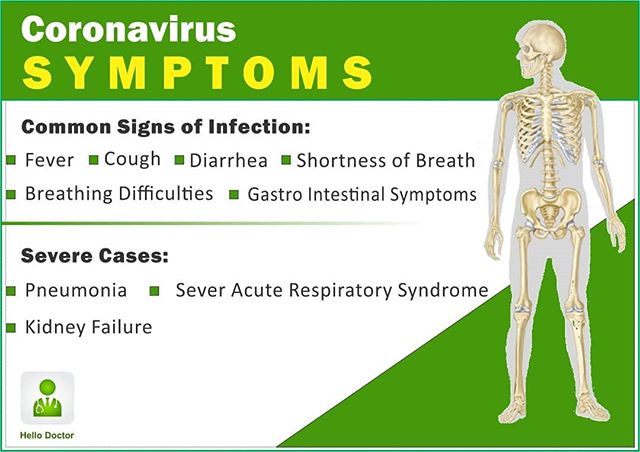 Coronavirus
SYMPTOMS
Common Signs of Infection:
Fever Cough Diarrhea Shortness of Breath
Breathing Difficulties Gastro Intestinal Symptoms
Severe Cases:
Pneumonia Sever Acute Respiratory Syndrome
Kidney Failure
Hello Doctor